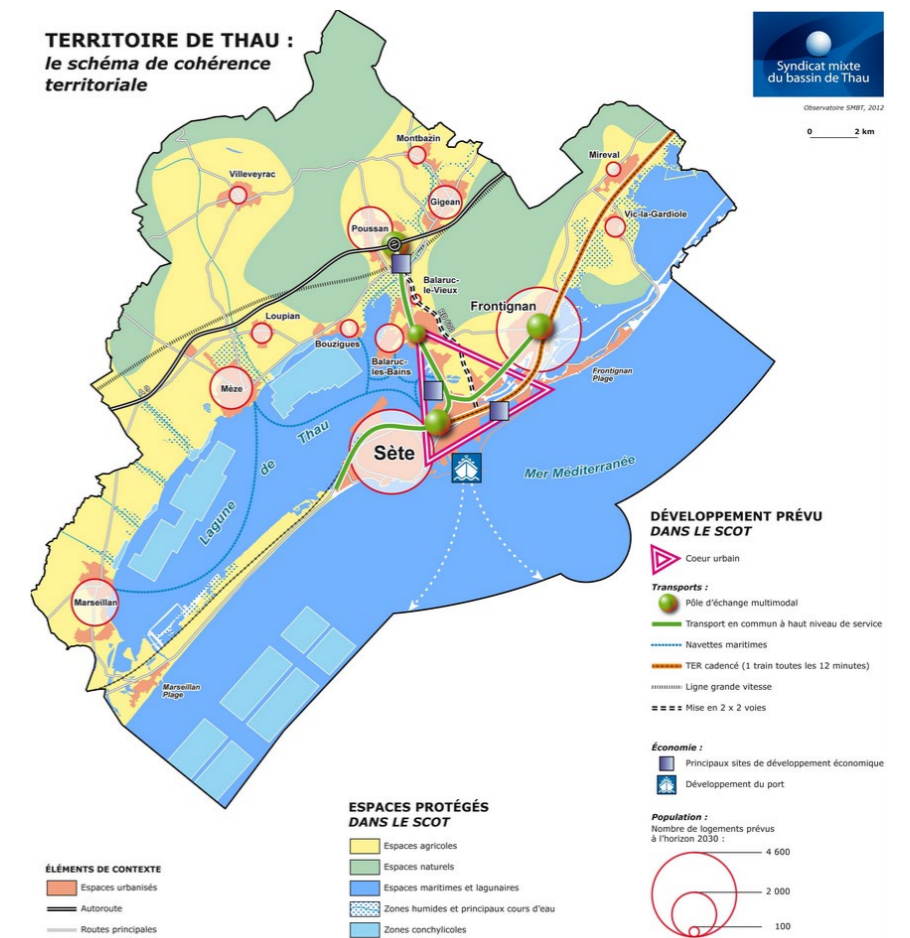 TERRITOIRE DE THAU :
le schéma de cohérence
territoriale
Syndicat mixte
du bassin de Thau
Observatoire SMBT, 2012
0 2 km
Montbazin
Mireval
Villeveyrac
Gigean
Vic-la-Gardiole
Poussan
Balaruc-
le-Vieux
Frontignan
Loupian
Bouzigues
Balaruc-
les-Bains
Frontignan
Plage
Mèze
A 9
Sète
Lagune de Thau
Mer Méditerranée
Marseillan
Marseillan
Plage
DÉVELOPPEMENT PRÉVU
DANS LE SCOT
Coeur urbain
Transports :
Pôle d'échange multimodal
Transport en commun à haut niveau de service
Navettes maritimes
TER cadencé (1 train toutes les 12 minutes)
Ligne grande vitesse
Mise en 2 x 2 voies
Économie :
Principaux sites de développement économique
Développement du port
Population :
Nombre de logements prévus
à l'horizon 2030 :
4 600
2 000
100
ESPACES PROTÉGÉS
DANS LE SCOT
Espaces agricoles
Espaces naturels
Espaces maritimes et lagunaires
Zones humides et principaux cours d'eau
Zones conchylicoles
ÉLÉMENTS DE CONTEXTE
Espaces urbanisés
Autoroute
Routes principales